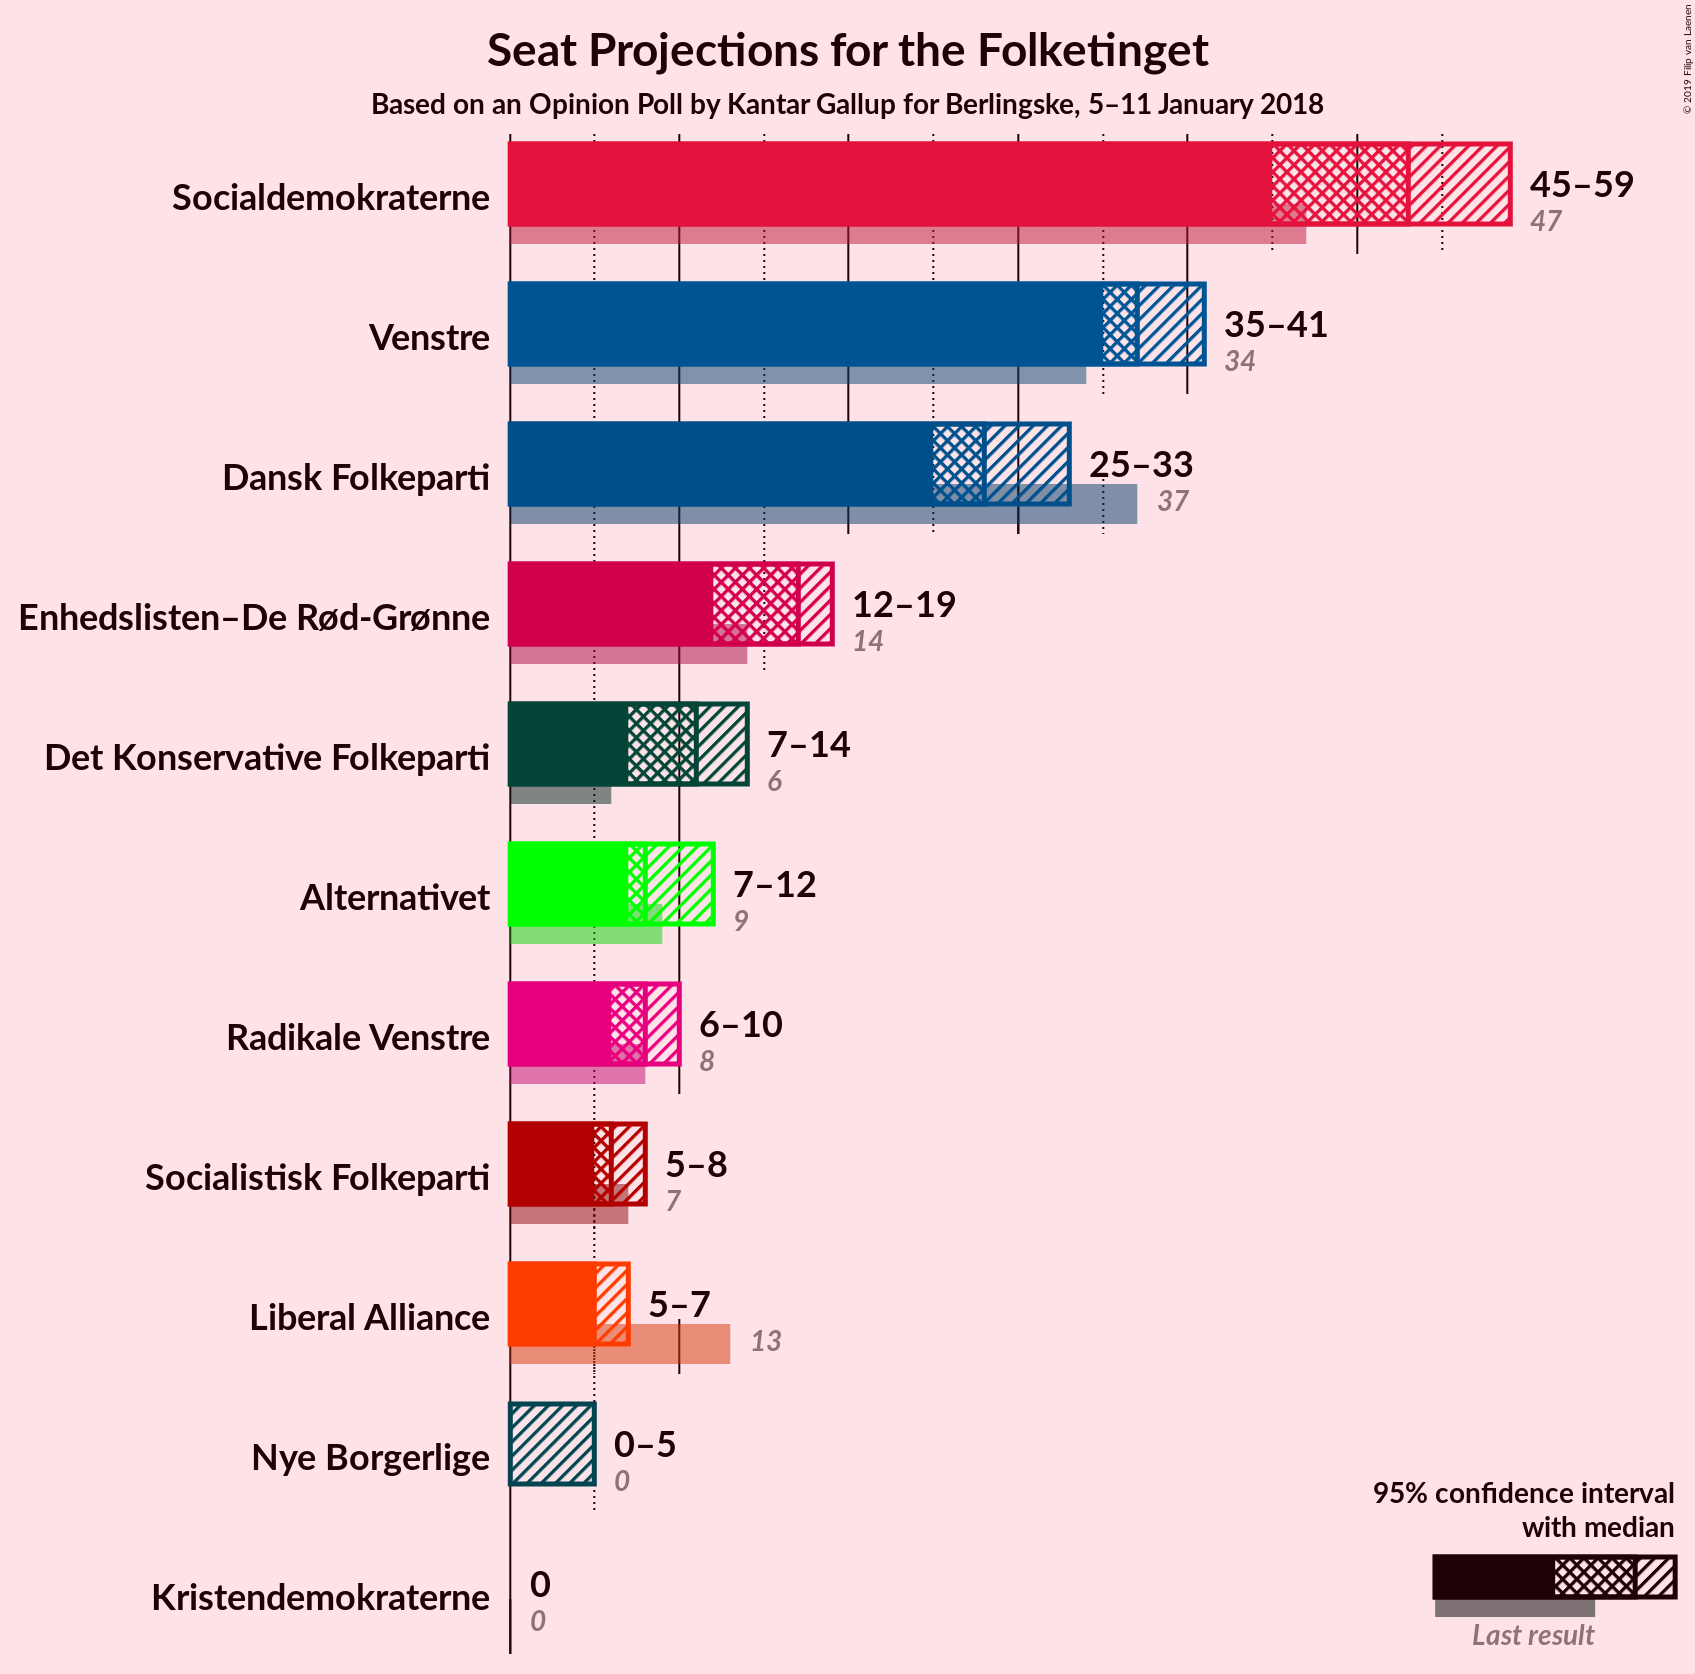 Seat Projections for the Folketinget
Based on an Opinion Poll by Kantar Gallup for Berlingske, 5–11 January 2018
© 2019 Filip van Laenen
Socialdemokraterne
45–59
47
Venstre
35–41
34
Dansk Folkeparti
25–33
37
Enhedslisten–De Rød-Grønne
12–19
14
Det Konservative Folkeparti
7–14
6
Alternativet
7–12
9
Radikale Venstre
6–10
8
Socialistisk Folkeparti
5–8
7
Liberal Alliance
5–7
13
Nye Borgerlige
0–5
0
Kristendemokraterne
0
0
95% confidence interval
with median
Last result